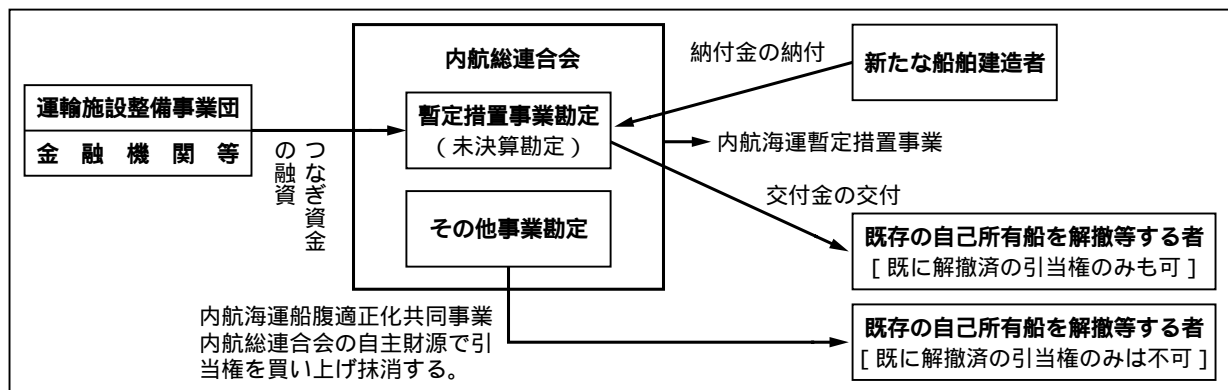 内航総連合会
運輸施設整備事業団
金融機関等
つなぎ資金
の融資
暫定措置事業勘定
（未決算勘定）
その他事業勘定
納付金の納付
新たな船舶建造者
内航海運暫定措置事業
交付金の交付
既存の自己所有船を解撤等する者
[ 既に解撤済の引当権のみも可 ]
内航海運船腹適正化共同事業
内航総連合会の自主財源で引
当権を買い上げ抹消する。
既存の自己所有船を解撤等する者
[ 既に解撤済の引当権のみは不可 ]